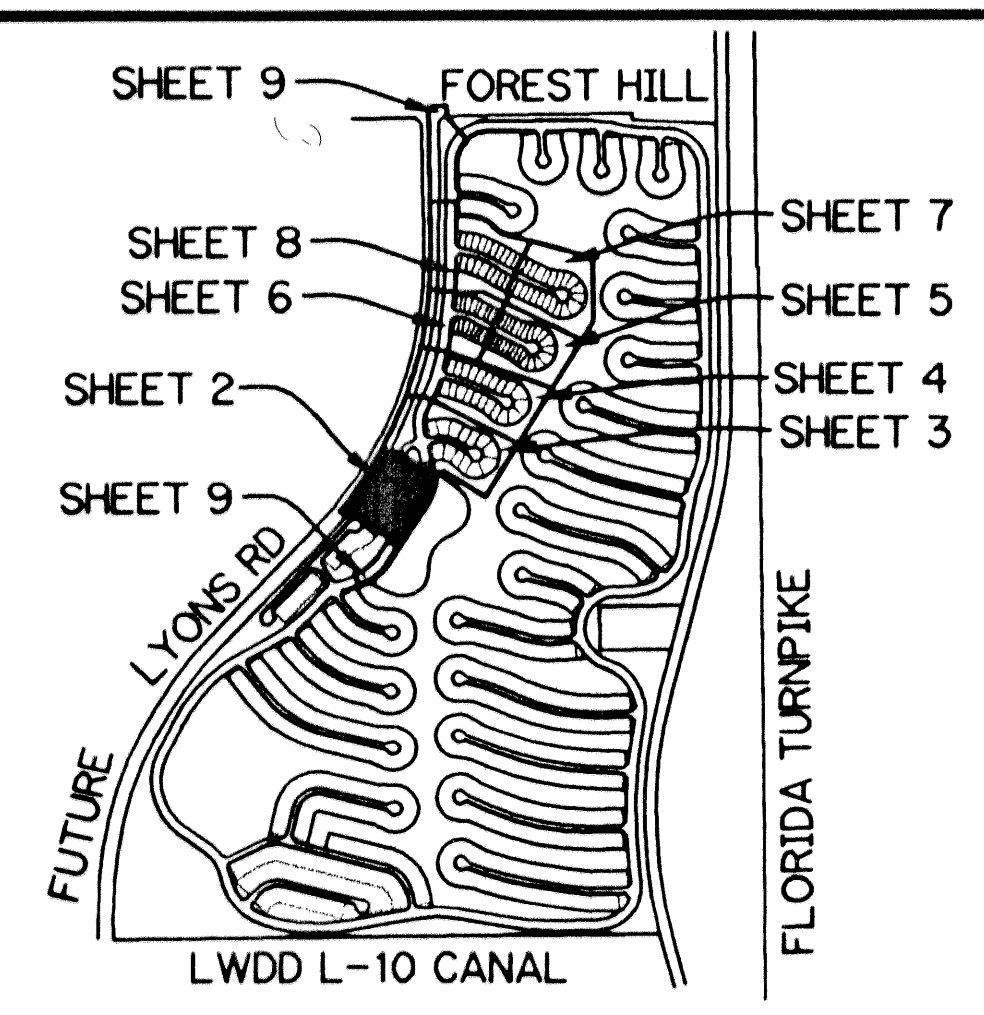 SHEET 9
FOREST HILL
SHEET 7
SHEET 8
SHEET 6
SHEET 5
SHEET 2
SHEET 4
SHEET 3
SHEET 9
FUTURE LYONS RD
FLORIDA TURNPIKE
LWDD L-10 CANAL